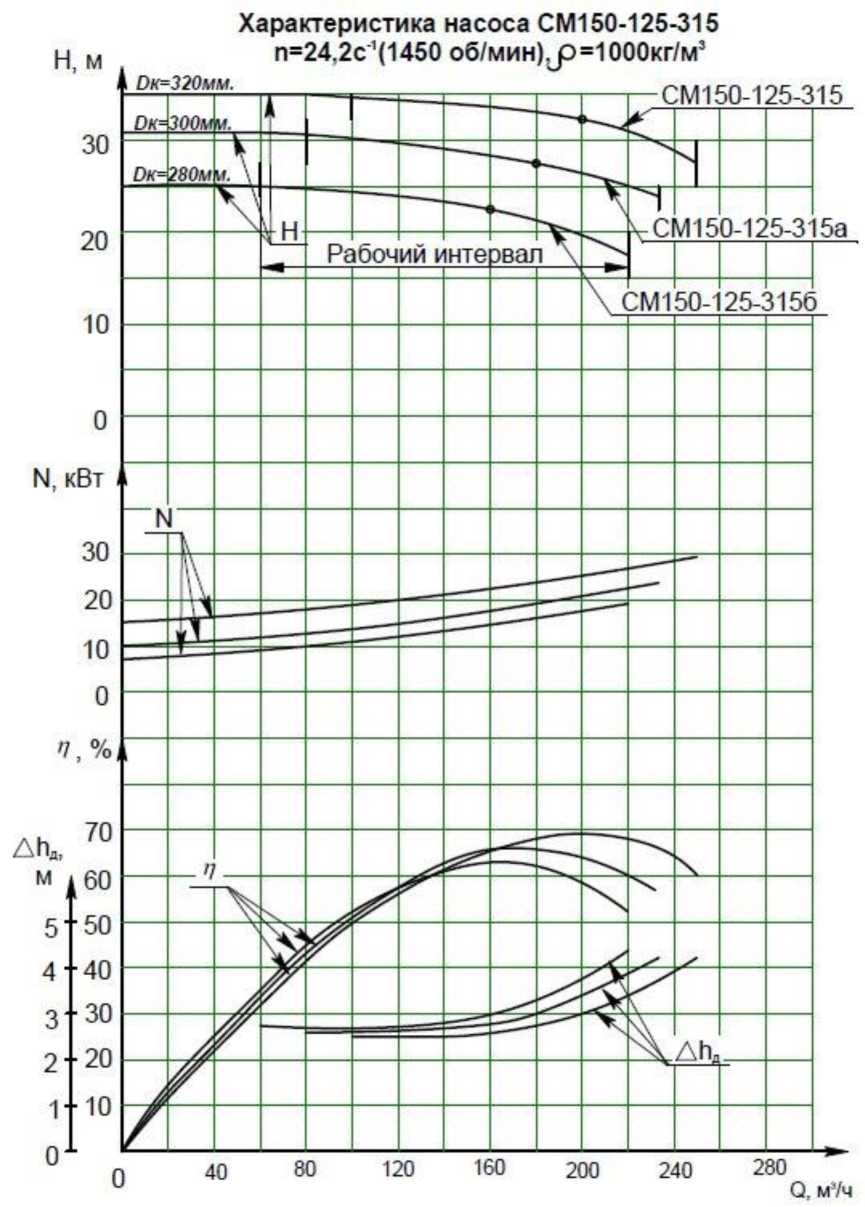 Характеристика насоса СМ150-125-315
n=24,2с⁻¹(1450 об/мин), ρ=1000кг/м³
H, м
Dк=320мм.
СМ150-125-315
Dк=300мм.
30
Dк=280мм.
20
H
СМ150-125-315а
Рабочий интервал
СМ150-125-315б
10
0
N, кВт
N
30
20
10
0
η, %
70
△hд,
м
η
60
5
50
4
40
3
30
△hд
2
20
1
10
0
0
40
80
120
160
200
240
280
Q, м³/ч